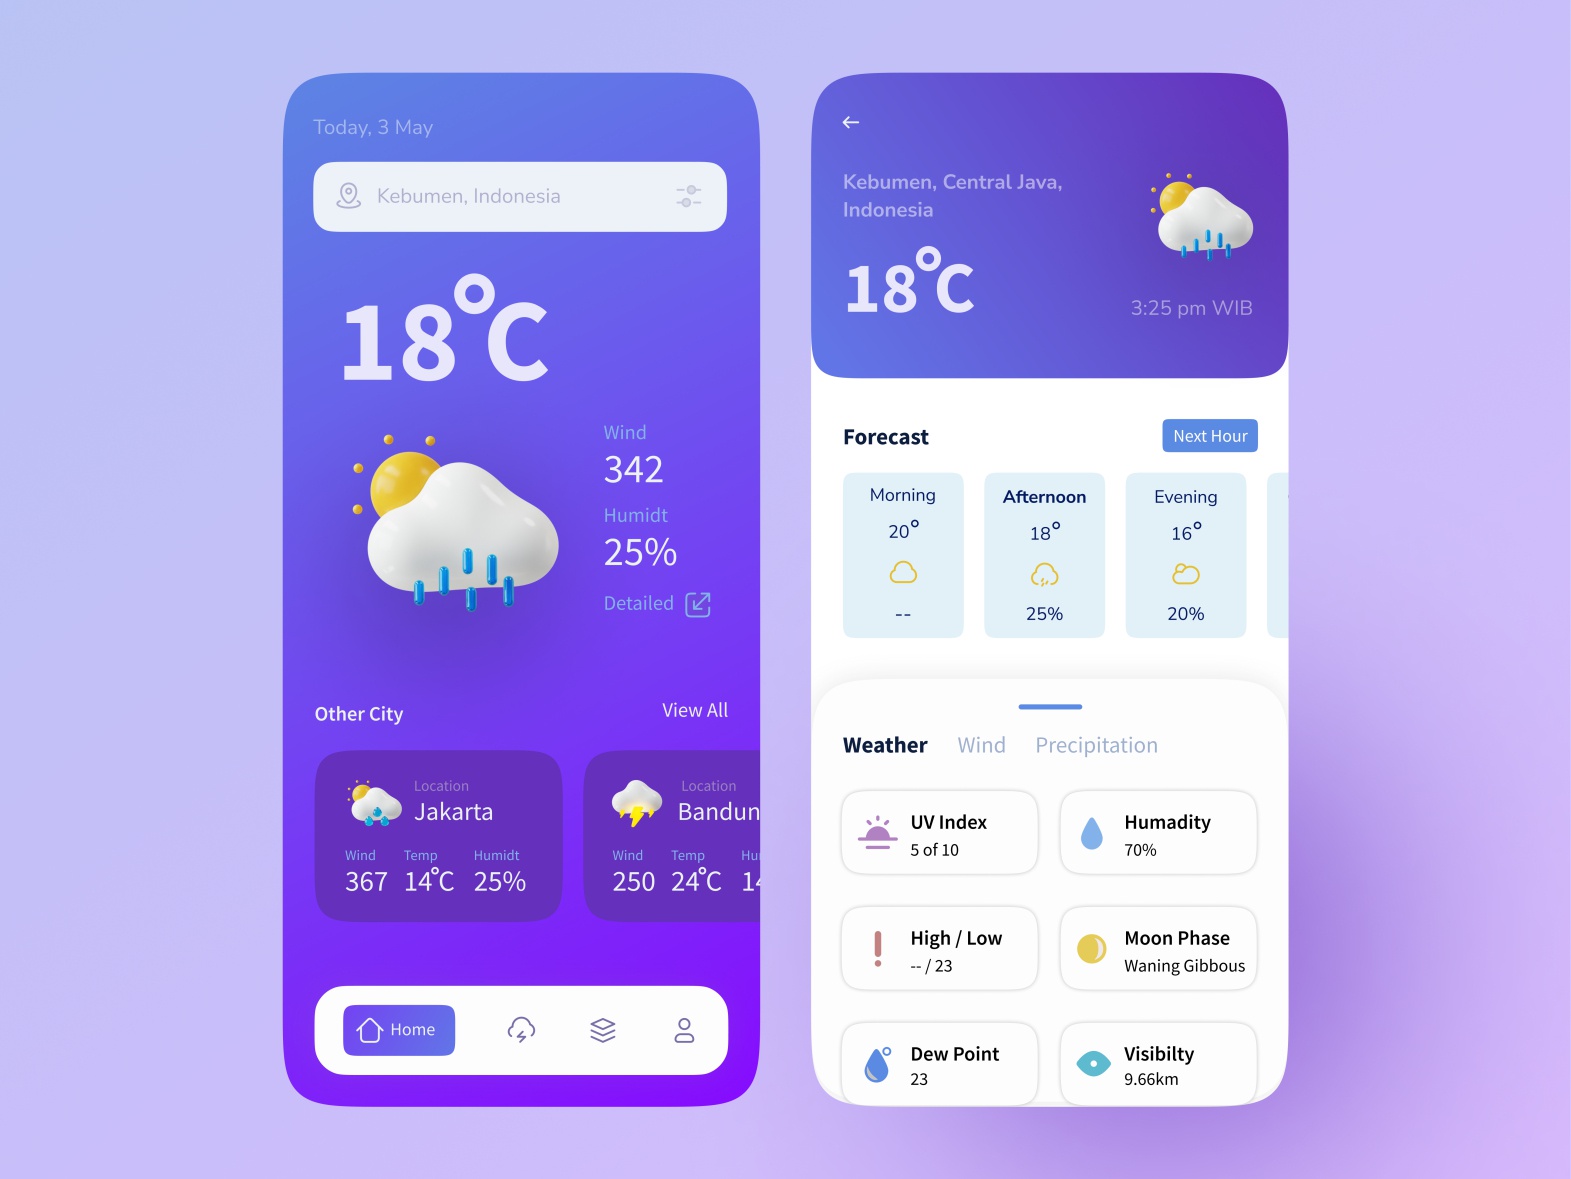 Today, 3 May
Kebumen, Indonesia
18°C
Wind
342
Humidt
25%
Detailed
Other City
View All
Location
Jakarta
Wind Temp Humidt
367 14°C 25%
Location
Bandun
Wind Temp Hu
250 24°C 14
Home
Kebumen, Central Java,
Indonesia
18°C
3:25 pm WIB
Forecast
Next Hour
Morning
20°
--
Afternoon
18°
25%
Evening
16°
20%
Weather Wind Precipitation
UV Index
5 of 10
Humadity
70%
High / Low
-- / 23
Moon Phase
Waning Gibbous
Dew Point
23
Visibilty
9.66km